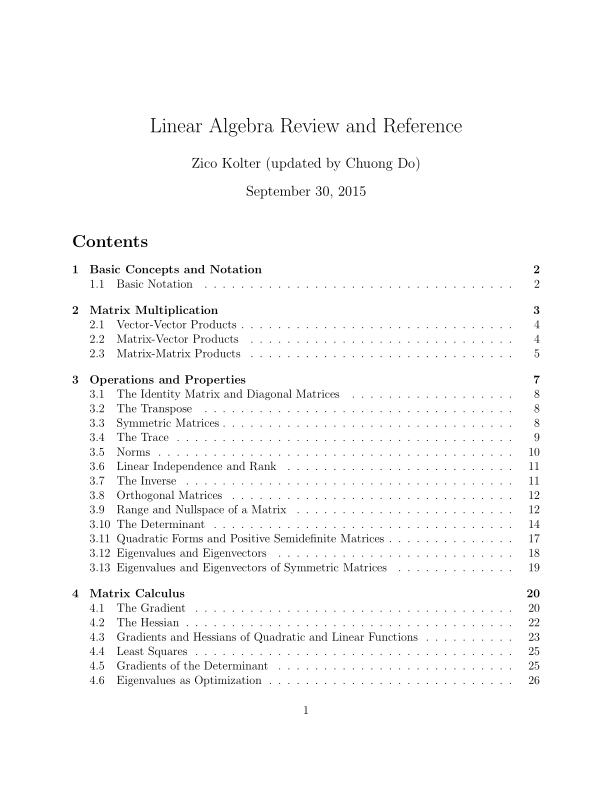 Linear Algebra Review and Reference
Zico Kolter (updated by Chuong Do)
September 30, 2015
Contents
1 Basic Concepts and Notation 2
1.1 Basic Notation . . . . . . . . . . . . . . . . . . . . . . . . . . . . . . . . . . 2
2 Matrix Multiplication 3
2.1 Vector-Vector Products . . . . . . . . . . . . . . . . . . . . . . . . . . . . . . 4
2.2 Matrix-Vector Products . . . . . . . . . . . . . . . . . . . . . . . . . . . . . 4
2.3 Matrix-Matrix Products . . . . . . . . . . . . . . . . . . . . . . . . . . . . . 5
3 Operations and Properties 7
3.1 The Identity Matrix and Diagonal Matrices . . . . . . . . . . . . . . . . . . 8
3.2 The Transpose . . . . . . . . . . . . . . . . . . . . . . . . . . . . . . . . . . 8
3.3 Symmetric Matrices . . . . . . . . . . . . . . . . . . . . . . . . . . . . . . . . 8
3.4 The Trace . . . . . . . . . . . . . . . . . . . . . . . . . . . . . . . . . . . . . 9
3.5 Norms . . . . . . . . . . . . . . . . . . . . . . . . . . . . . . . . . . . . . . . 10
3.6 Linear Independence and Rank . . . . . . . . . . . . . . . . . . . . . . . . . 11
3.7 The Inverse . . . . . . . . . . . . . . . . . . . . . . . . . . . . . . . . . . . . 11
3.8 Orthogonal Matrices . . . . . . . . . . . . . . . . . . . . . . . . . . . . . . . 12
3.9 Range and Nullspace of a Matrix . . . . . . . . . . . . . . . . . . . . . . . . 12
3.10 The Determinant . . . . . . . . . . . . . . . . . . . . . . . . . . . . . . . . . 14
3.11 Quadratic Forms and Positive Semidefinite Matrices . . . . . . . . . . . . . . 17
3.12 Eigenvalues and Eigenvectors . . . . . . . . . . . . . . . . . . . . . . . . . . 18
3.13 Eigenvalues and Eigenvectors of Symmetric Matrices . . . . . . . . . . . . . 19
4 Matrix Calculus 20
4.1 The Gradient . . . . . . . . . . . . . . . . . . . . . . . . . . . . . . . . . . . 20
4.2 The Hessian . . . . . . . . . . . . . . . . . . . . . . . . . . . . . . . . . . . . 22
4.3 Gradients and Hessians of Quadratic and Linear Functions . . . . . . . . . . 23
4.4 Least Squares . . . . . . . . . . . . . . . . . . . . . . . . . . . . . . . . . . . 25
4.5 Gradients of the Determinant . . . . . . . . . . . . . . . . . . . . . . . . . . 25
4.6 Eigenvalues as Optimization . . . . . . . . . . . . . . . . . . . . . . . . . . . 26
1